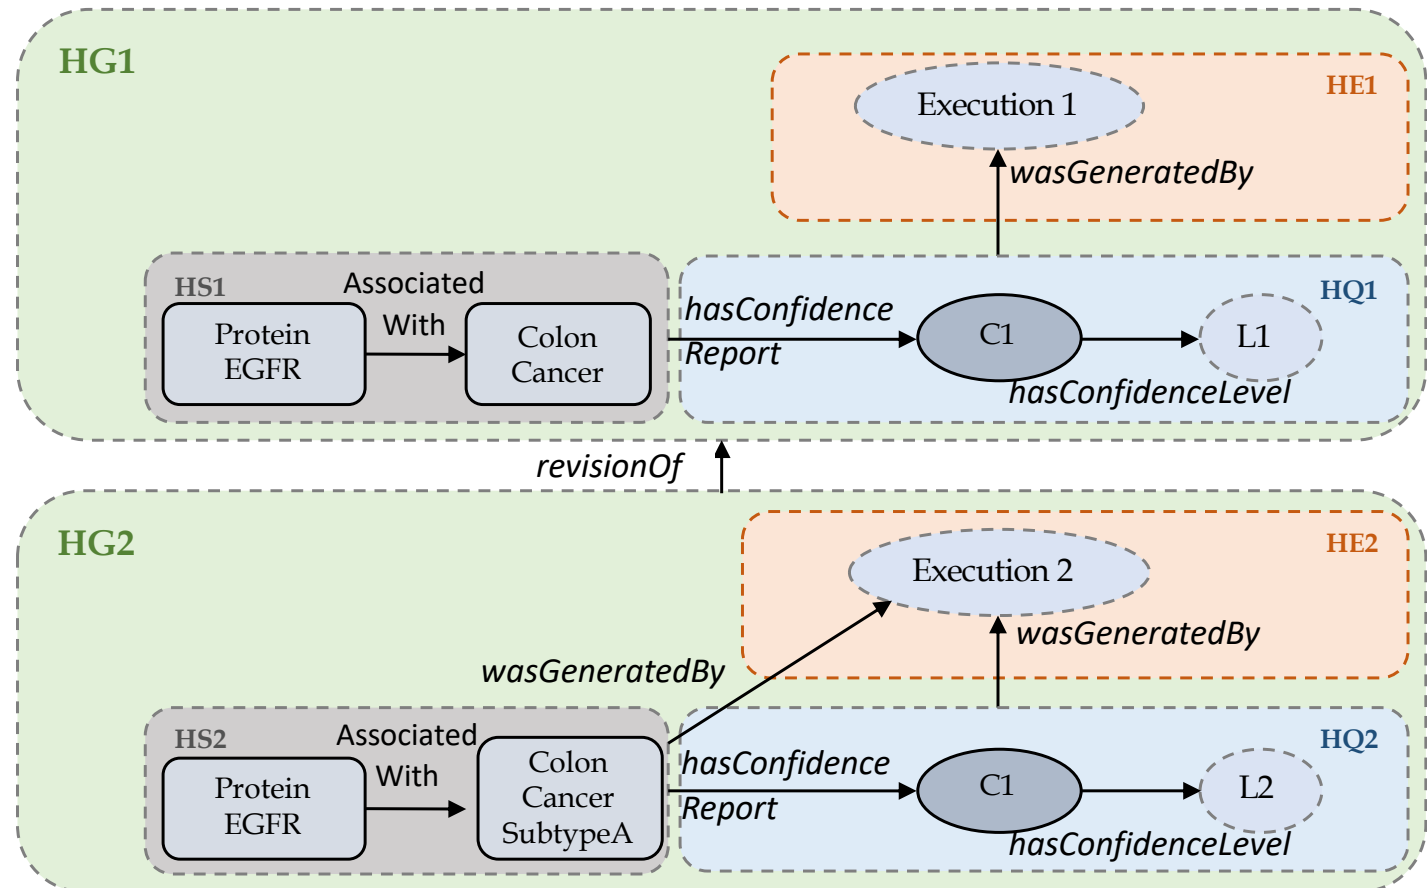 HG1
HE1
Execution 1
wasGeneratedBy
HS1
Associated
With
Protein
EGFR
Colon
Cancer
HQ1
hasConfidence
Report
C1
L1
hasConfidenceLevel
revisionOf
HG2
HE2
Execution 2
wasGeneratedBy
wasGeneratedBy
HS2
Associated
With
Protein
EGFR
Colon
Cancer
SubtypeA
HQ2
hasConfidence
Report
C1
L2
hasConfidenceLevel